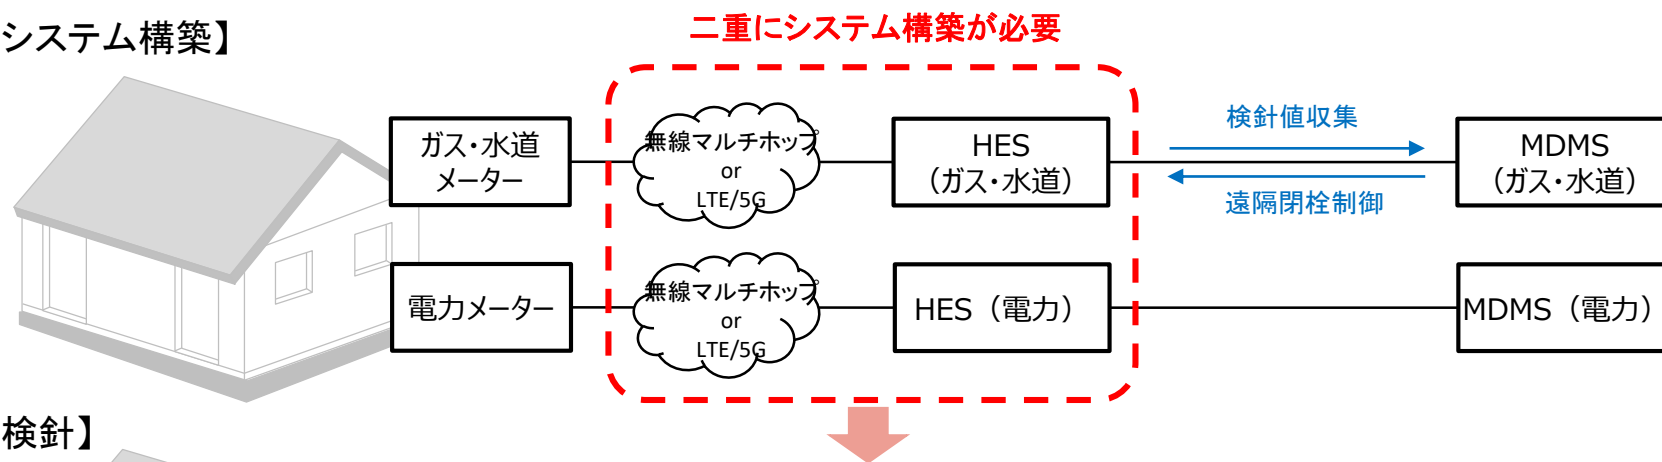 システム構築】
二重にシステム構築が必要
ガス・水道
メーター
無線マルチホップ
or
LTE/5G
HES
（ガス・水道）
検針値収集
遠隔閉栓制御
MDMS
（ガス・水道）
電力メーター
無線マルチホップ
or
LTE/5G
HES（電力）
MDMS（電力）
検針】